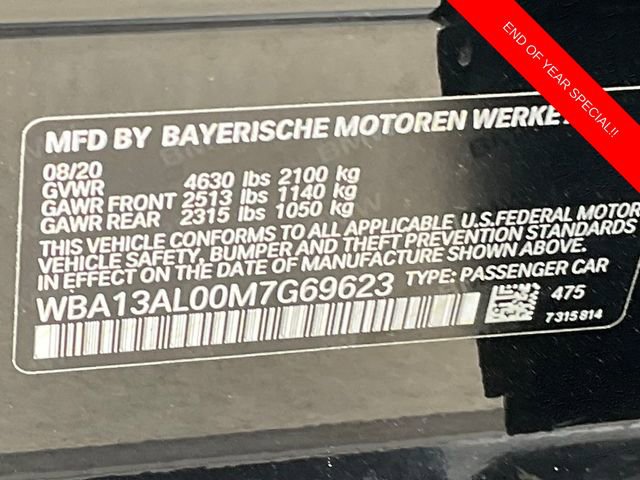 END OF YEAR SPECIAL!!
MFD BY BAYERISCHE MOTOREN
08/20
GVWR 4630 lbs 2100 kg
GAWR FRONT 2513 lbs 1140 kg
GAWR REAR 2315 lbs 1050 kg
THIS VEHICLE CONFORMS TO ALL APPLICABLE U.S.FEDERAL MOTOR
VEHICLE SAFETY, BUMPER AND THEFT PREVENTION STANDARDS
IN EFFECT ON THE DATE OF MANUFACTURE SHOWN ABOVE.
WBA13AL00M7G69623 TYPE: PASSENGER CAR
475
7315814